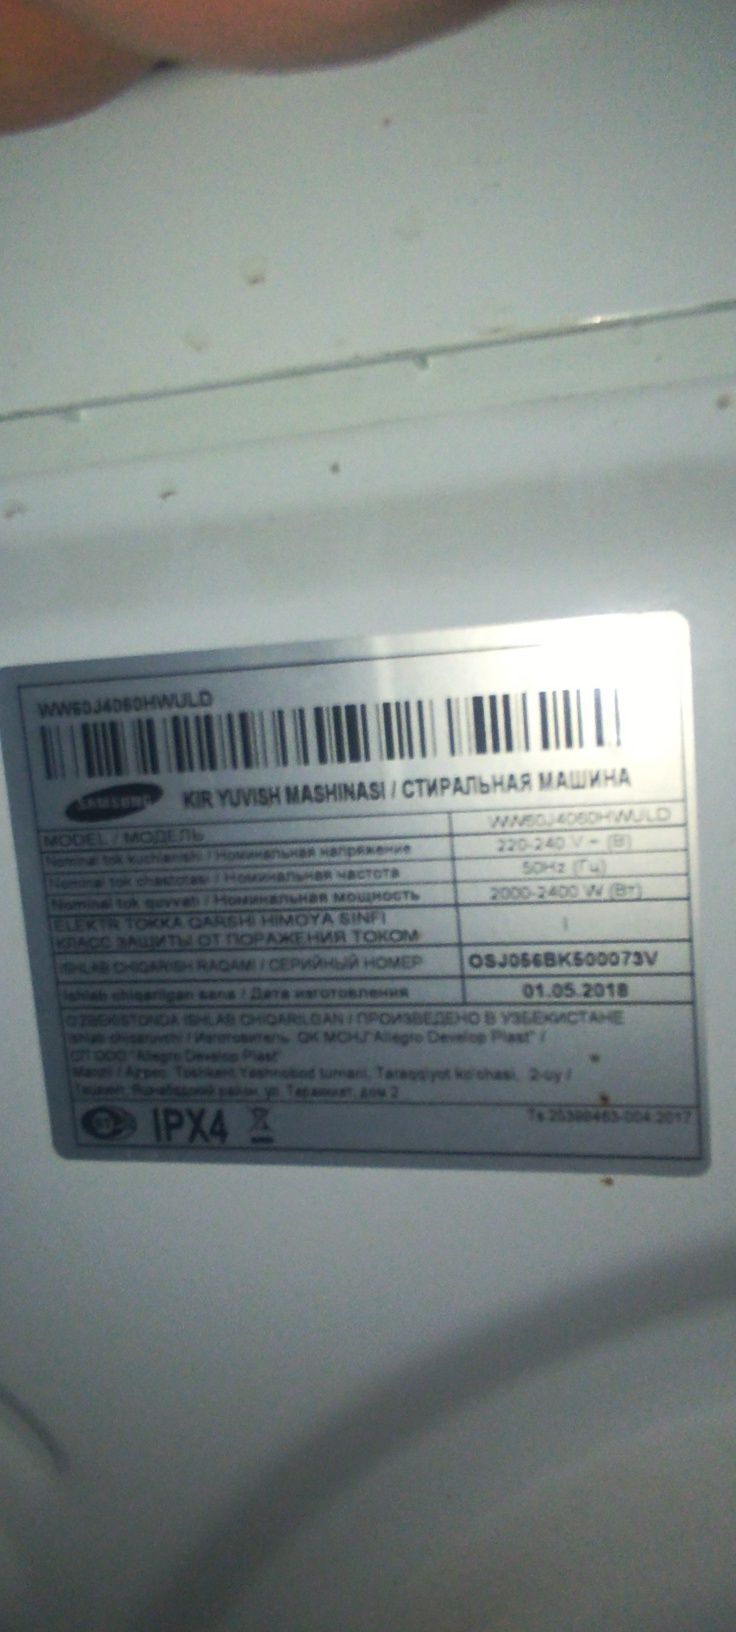 WW60J4060HWULD
SAMSUNG KIR YUVISH MASHINASI / СТИРАЛЬНАЯ МАШИНА
MODEL / МОДЕЛЬ WW60J4060HWULD
Nominal tok kuchlanishi / Номинальная напряжение 220-240 V ~ (В)
Nominal tok chastotasi / Номинальная частота 50Hz (Гц)
Nominal tok quvvati / Номинальная мощность 2000-2400 W (Вт)
ELEKTR TOKKA QARSHI HIMOYA SINFI
КЛАСС ЗАЩИТЫ ОТ ПОРАЖЕНИЯ ТОКОМ I
ISHLAB CHIQARISH RAQAMI / СЕРИЙНЫЙ НОМЕР OSJ056BK500073V
Ishlab chiqarilgan sana / Дата изготовления 01.05.2018
O'ZBEKISTONDA ISHLAB CHIQARILGAN / ПРОИЗВЕДЕНО В УЗБЕКИСТАНЕ
Ishlab chiqaruvchi / Изготовитель: QK MCHJ "Allegro Develop Plast" /
СП ООО "Allegro Develop Plast"
Manzil / Адрес: Toshkent Yashnobod tumani, Taraqqiyot ko'chasi, 2-uy /
Ташкент, Яшнабадский район, ул. Тараккиет, дом 2
IPX4 Ts 20399463-004:2017